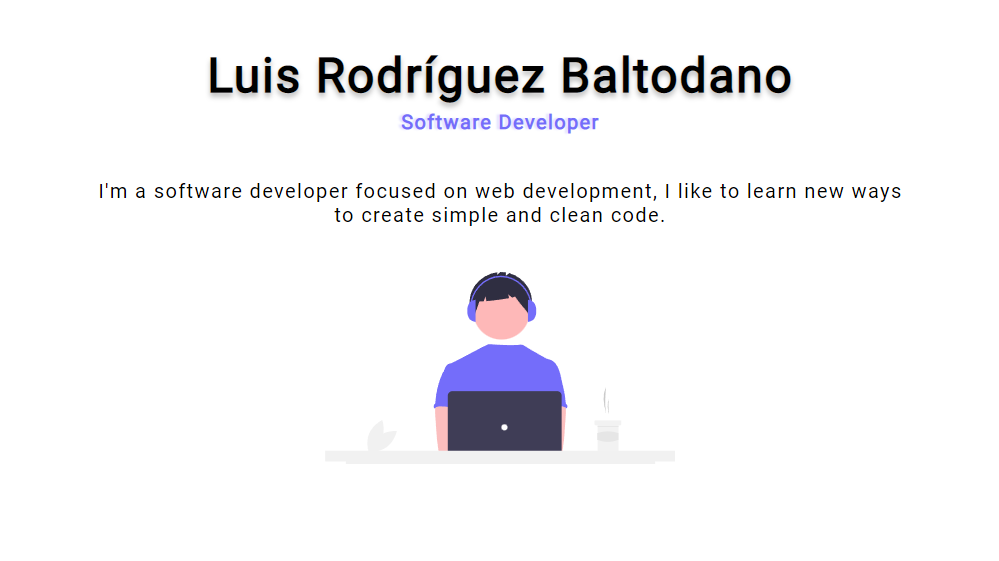 Luis Rodríguez Baltodano
Software Developer
I'm a software developer focused on web development, I like to learn new ways
to create simple and clean code.